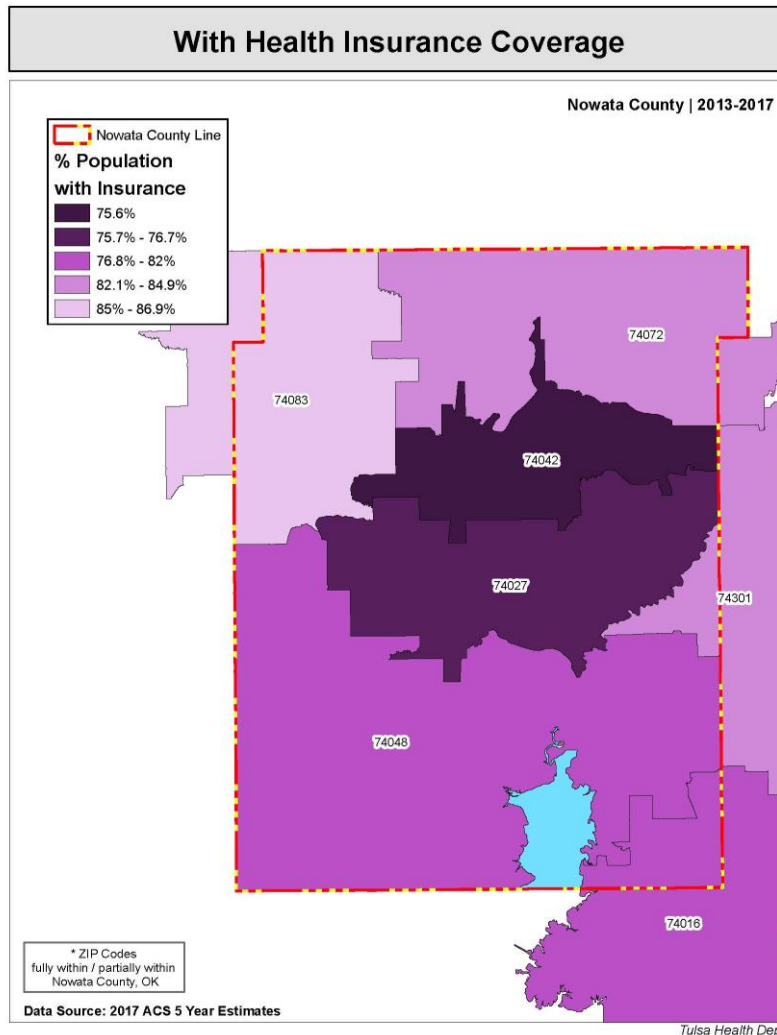 With Health Insurance Coverage
Nowata County | 2013-2017
Nowata County Line
% Population
with Insurance
75.6%
75.7% - 76.7%
76.8% - 82%
82.1% - 84.9%
85% - 86.9%
74072
74083
74042
74027
74301
74048
74016
* ZIP Codes
fully within / partially within
Nowata County, OK
Data Source: 2017 ACS 5 Year Estimates
Tulsa Health De